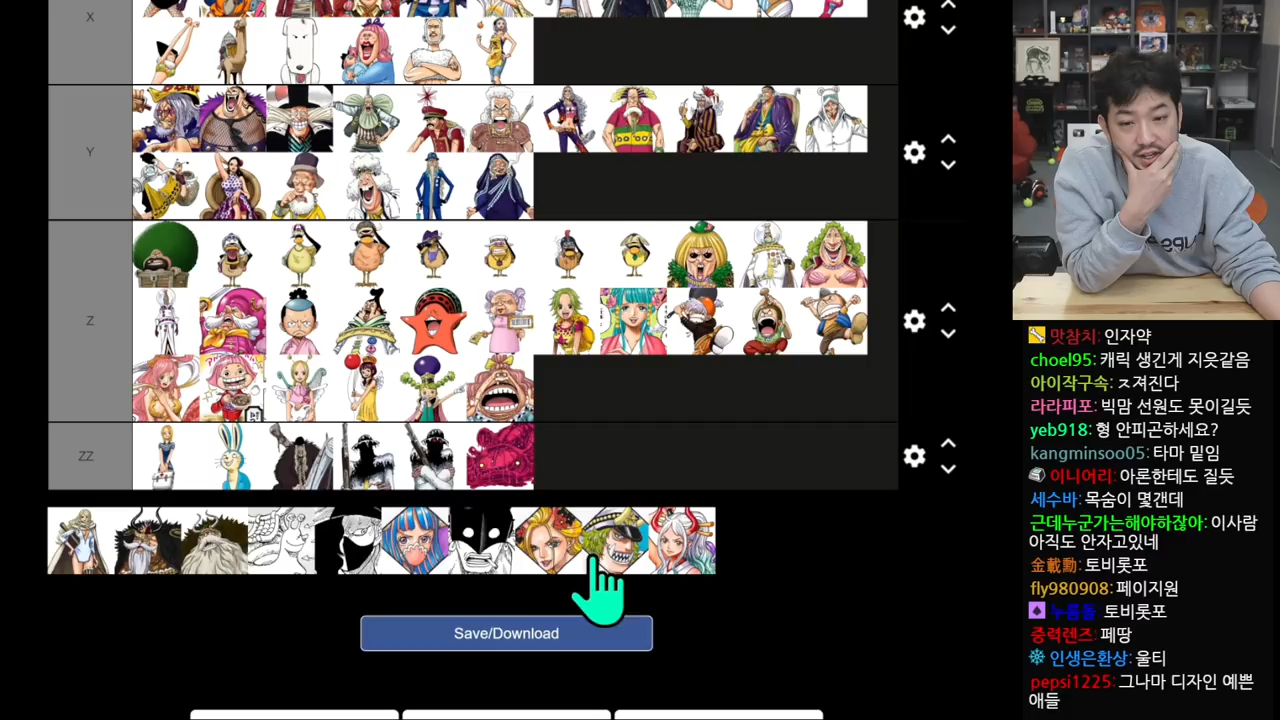 X
Y
Z
ZZ
Save/Download
맛참치: 인자약
choel95: 캐릭 생긴게 지읏같음
아이작구속: ㅈ져진다
라라피포: 빅맘 선원도 못이길듯
yeb918: 형 안피곤하세요?
kangminsoo05: 타마 밑임
이니어리: 아론한테도 질듯
세수바: 목숨이 몇갠데
근데누군가는해야하잖아: 이사람
아직도 안자고있네
金載勳: 토비롯포
fly980908: 페이지원
누름돌: 토비롯포
중력렌즈: 페땅
인생은환상: 울티
pepsi1225: 그나마 디자인 예쁜
애들